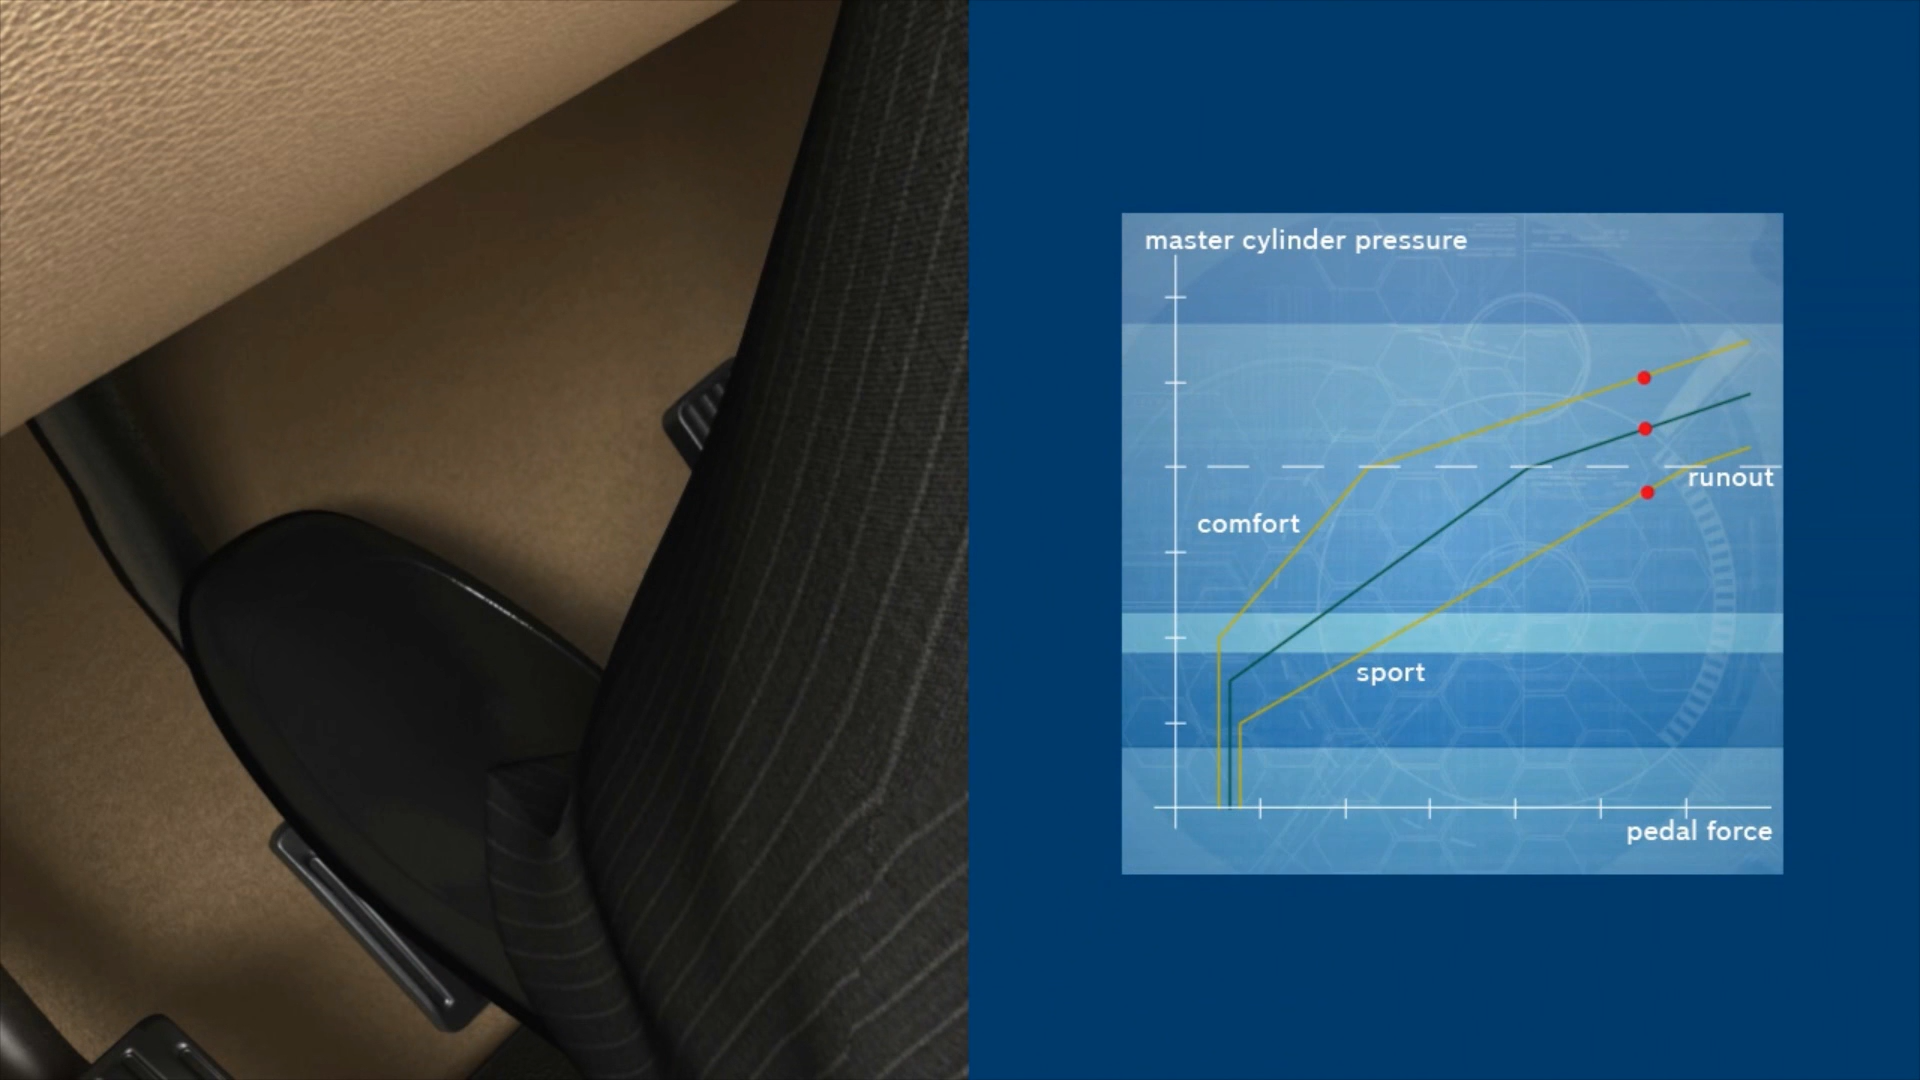 master cylinder pressure
runout
comfort
sport
pedal force